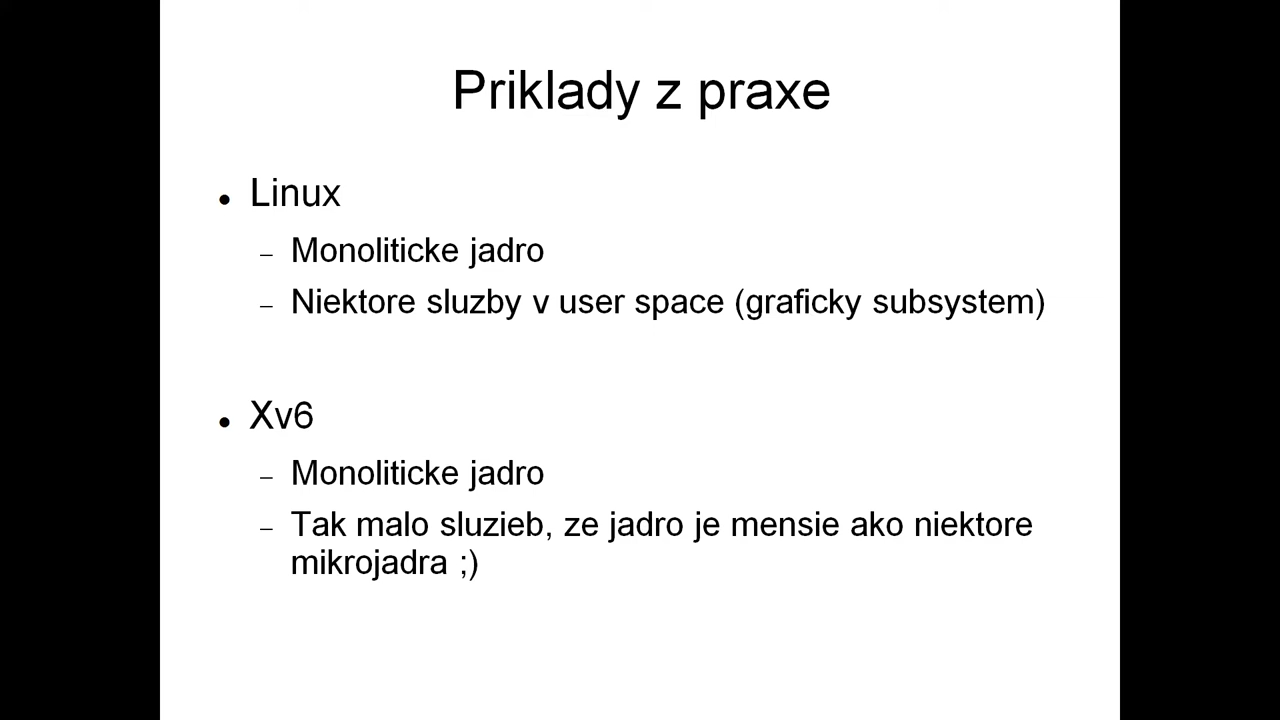 Priklady z praxe
● Linux
– Monoliticke jadro
– Niektore sluzby v user space (graficky subsystem)
● Xv6
– Monoliticke jadro
– Tak malo sluzieb, ze jadro je mensie ako niektore
mikrojadra ;)